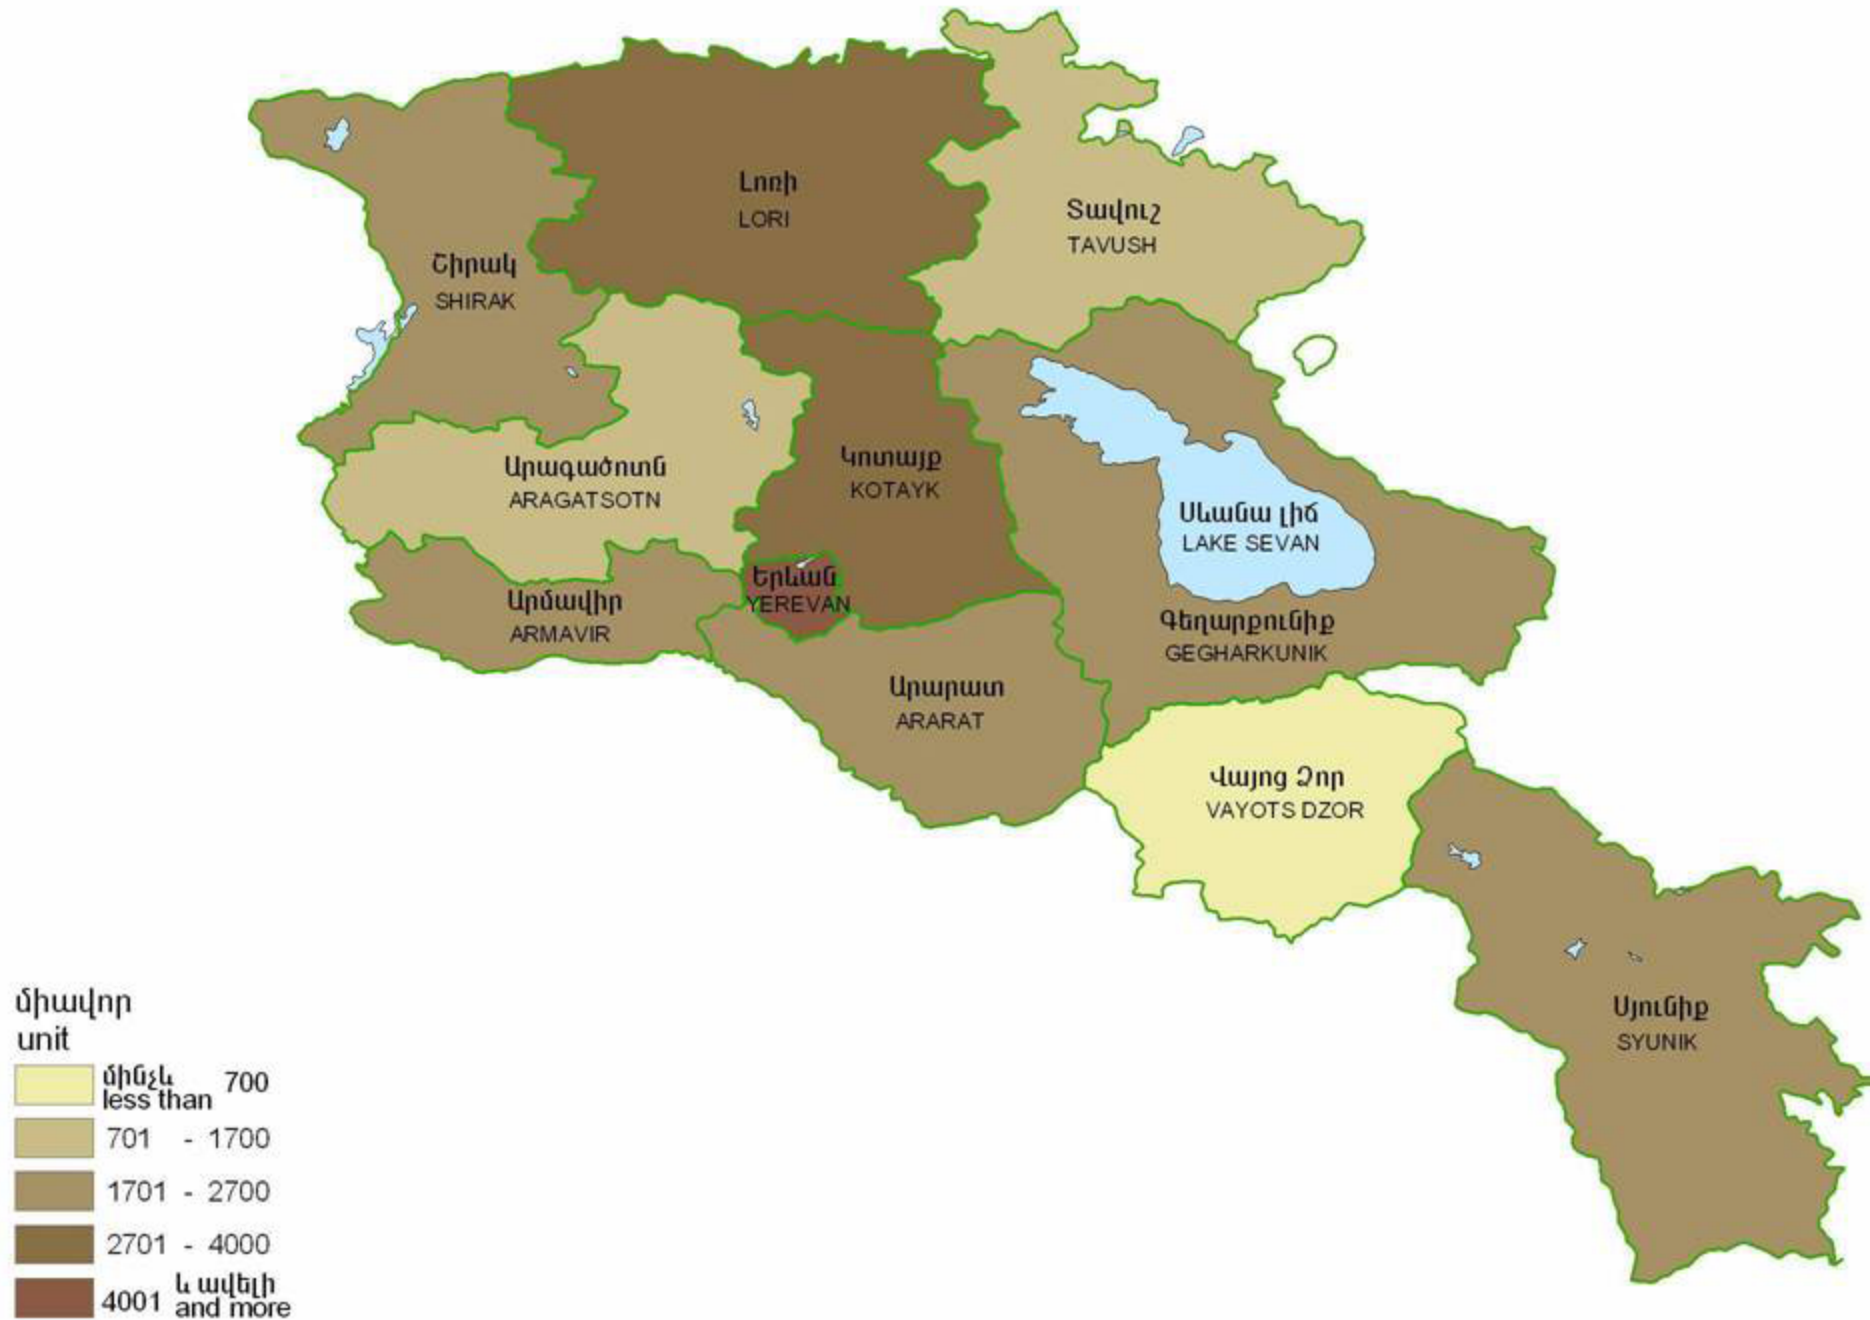 Լոռի
LORI
Տավուշ
TAVUSH
Շիրակ
SHIRAK
Արագածոտն
ARAGATSOTN
Կոտայք
KOTAYK
Սևանա լիճ
LAKE SEVAN
Երևան
YEREVAN
Արմավիր
ARMAVIR
Գեղարքունիք
GEGHARKUNIK
Արարատ
ARARAT
Վայոց Ձոր
VAYOTS DZOR
Սյունիք
SYUNIK
միավոր
unit
մինչև
less than 700
701 - 1700
1701 - 2700
2701 - 4000
4001 և ավելի
and more